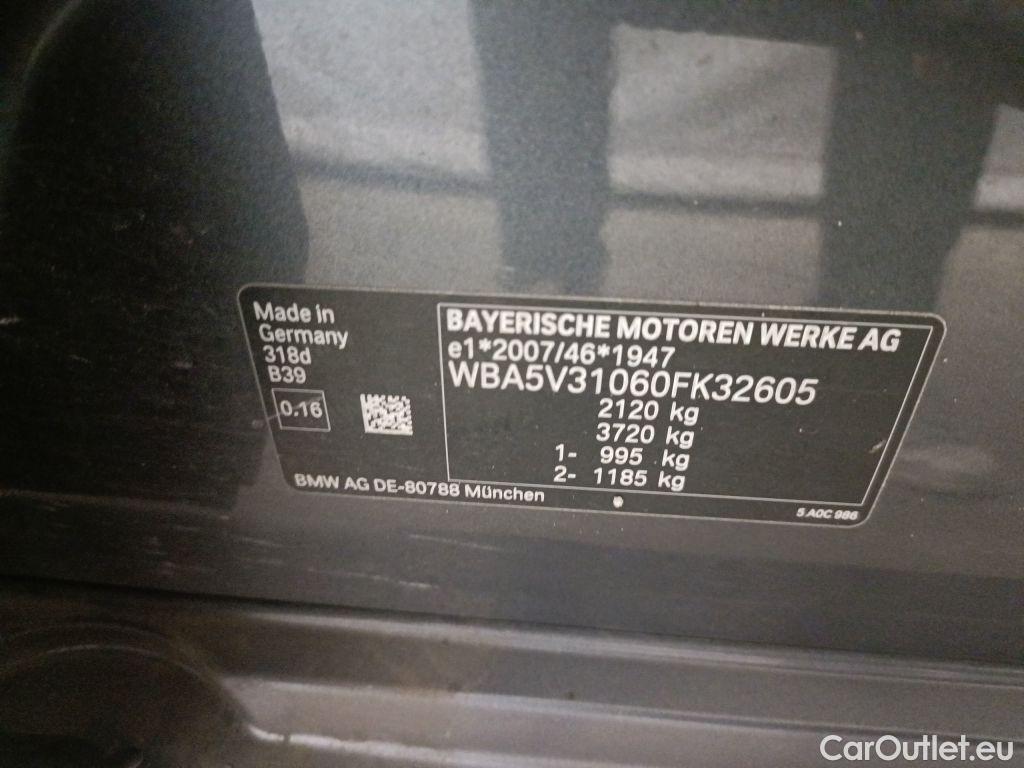 Made in
Germany
318d
B39
0.16
BMW AG DE-80788 München
BAYERISCHE MOTOREN WERKE AG
e1*2007/46*1947
WBA5V31060FK32605
2120 kg
3720 kg
1- 995 kg
2- 1185 kg
5 A0C 986
CarOutlet.eu